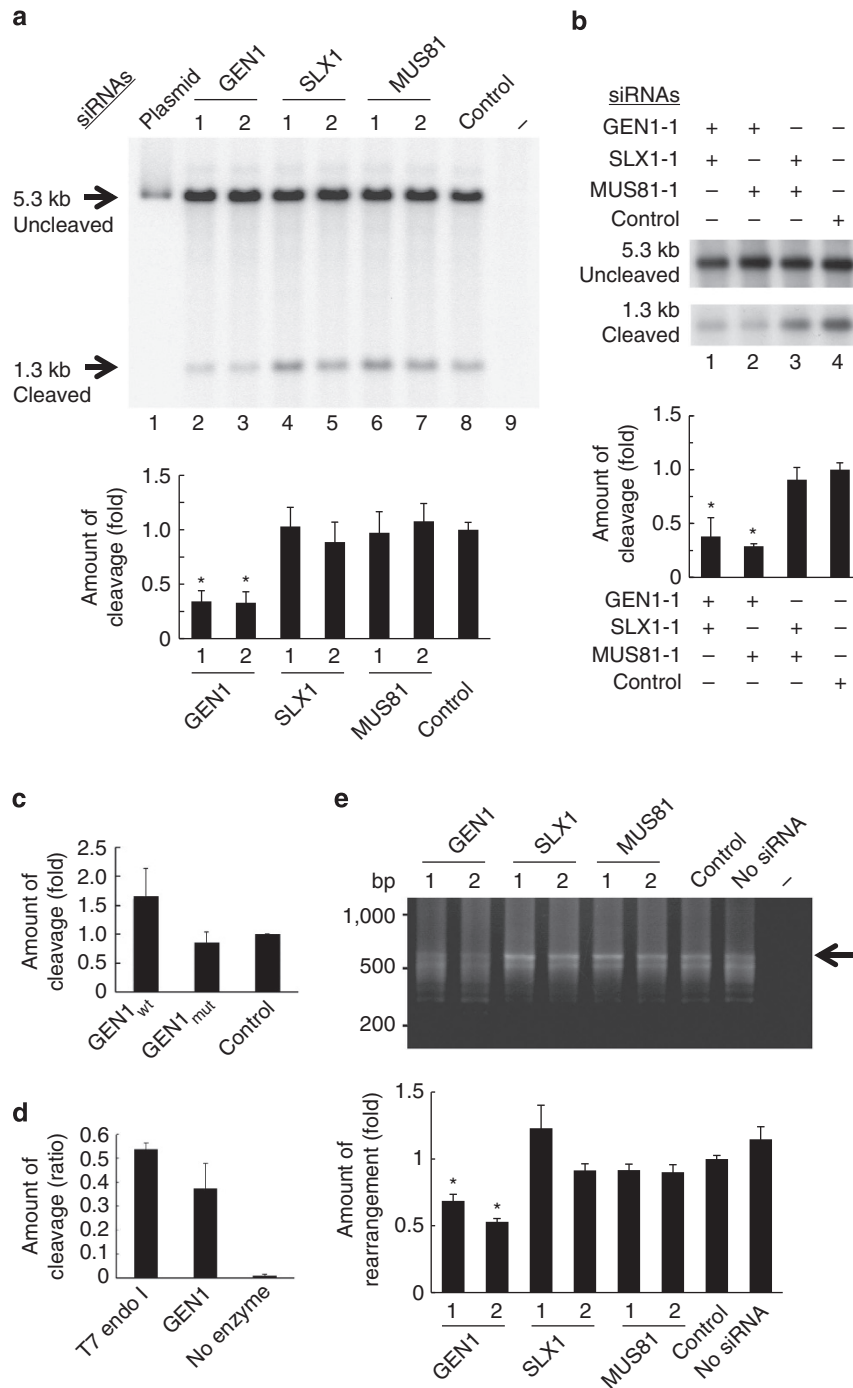 a
siRNAs
Plasmid
GEN1
SLX1
MUS81
Control
–
1 2 1 2 1 2
5.3 kb
Uncleaved
1.3 kb
Cleaved
1 2 3 4 5 6 7 8 9
Amount of
cleavage (fold)
1.5
1.0
0.5
0
* *
1 2 1 2 1 2
GEN1
SLX1
MUS81
Control
b
siRNAs
GEN1-1 + + – –
SLX1-1 + – + –
MUS81-1 – + + –
Control – – – +
5.3 kb
Uncleaved
1.3 kb
Cleaved
1 2 3 4
Amount of
cleavage (fold)
1.5
1.0
0.5
0
* *
GEN1-1 + + – –
SLX1-1 + – + –
MUS81-1 – + + –
Control – – – +
c
Amount of
cleavage (fold)
2.5
2.0
1.5
1.0
0.5
0
GEN1wt
GEN1mut
Control
d
Amount of
cleavage (ratio)
0.6
0.5
0.4
0.3
0.2
0.1
0
T7 endo I
GEN1
No enzyme
e
GEN1
SLX1
MUS81
Control
No siRNA
–
bp 1 2 1 2 1 2
1,000
500
200
Amount of
rearrangement (fold)
1.5
1
0.5
0
* *
1 2 1 2 1 2
GEN1
SLX1
MUS81
Control
No siRNA